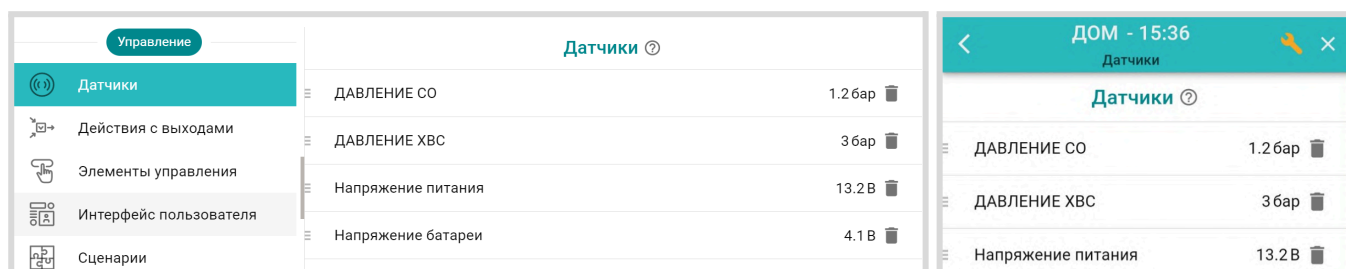 Управление
Датчики
Действия с выходами
Элементы управления
Интерфейс пользователя
Сценарии
Датчики ?
ДАВЛЕНИЕ СО 1.2 бар
ДАВЛЕНИЕ ХВС 3 бар
Напряжение питания 13.2 В
Напряжение батареи 4.1 В
ДОМ - 15:36
Датчики
Датчики ?
ДАВЛЕНИЕ СО 1.2 бар
ДАВЛЕНИЕ ХВС 3 бар
Напряжение питания 13.2 В